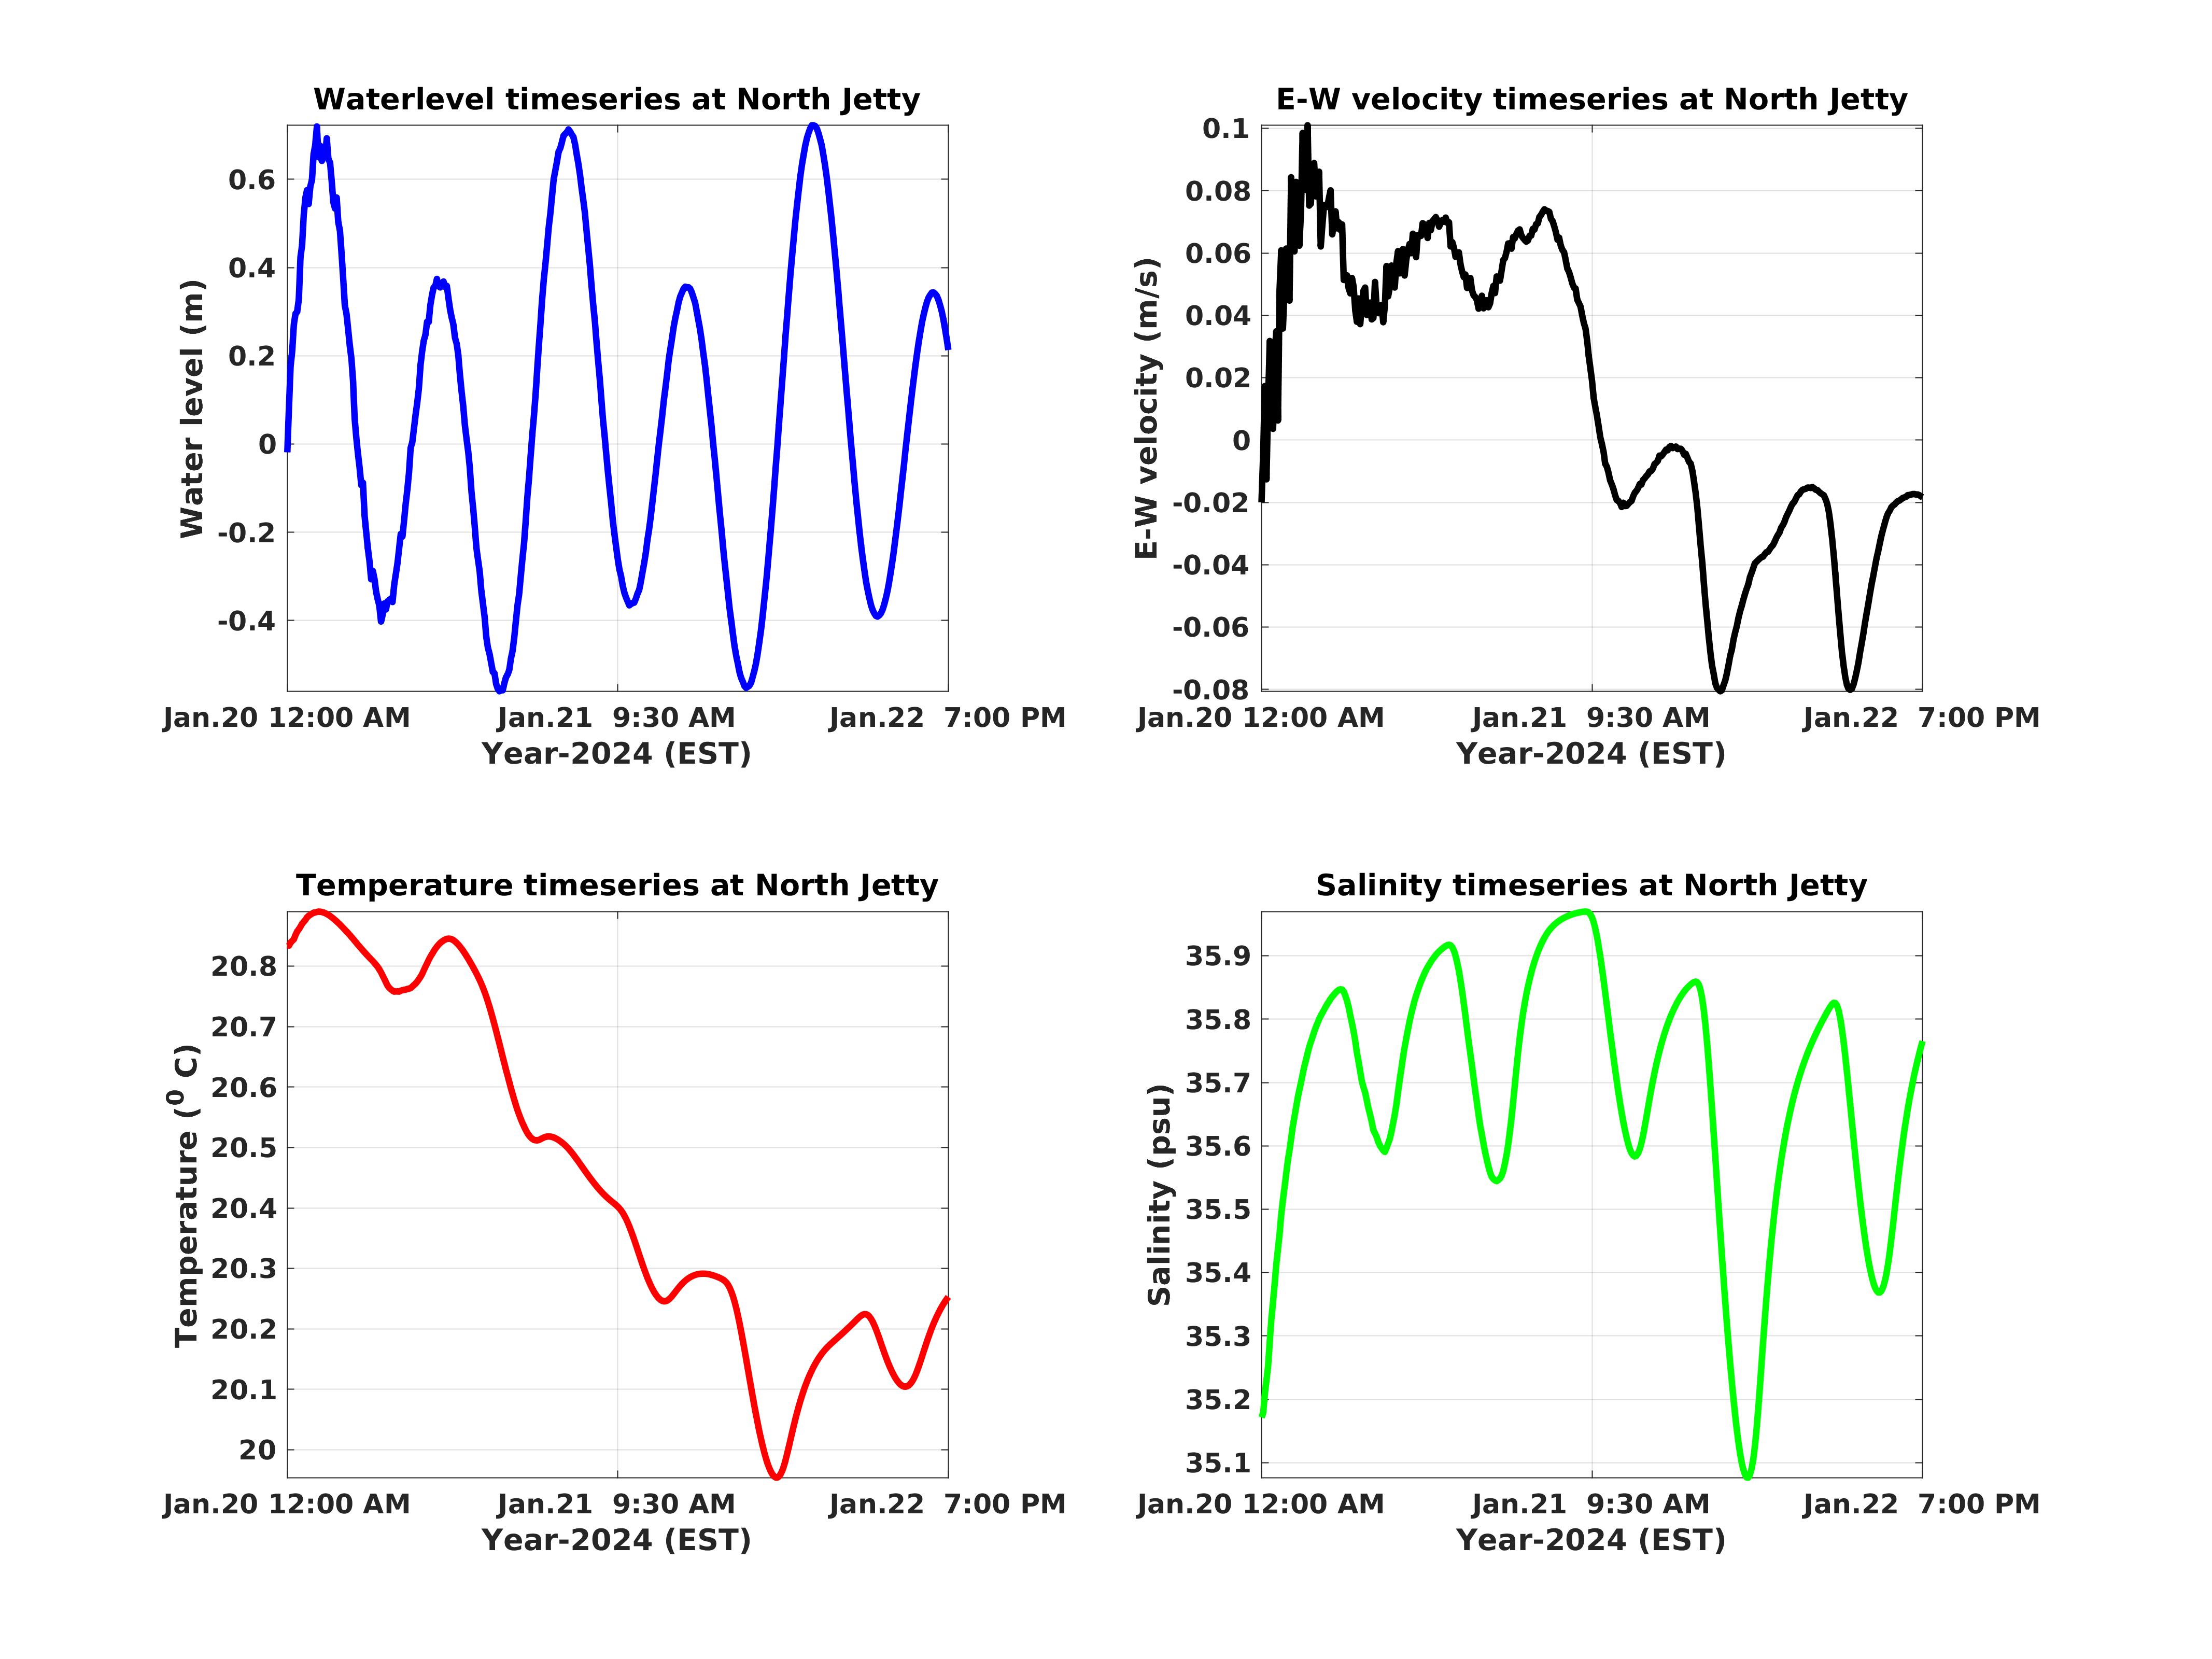 Waterlevel timeseries at North Jetty
0.6
0.4
0.2
0
-0.2
-0.4
Water level (m)
Jan.20 12:00 AM
Jan.21  9:30 AM
Jan.22  7:00 PM
Year-2024 (EST)
E-W velocity timeseries at North Jetty
0.1
0.08
0.06
0.04
0.02
0
-0.02
-0.04
-0.06
-0.08
E-W velocity (m/s)
Jan.20 12:00 AM
Jan.21  9:30 AM
Jan.22  7:00 PM
Year-2024 (EST)
Temperature timeseries at North Jetty
20.8
20.7
20.6
20.5
20.4
20.3
20.2
20.1
20
Temperature (⁰ C)
Jan.20 12:00 AM
Jan.21  9:30 AM
Jan.22  7:00 PM
Year-2024 (EST)
Salinity timeseries at North Jetty
35.9
35.8
35.7
35.6
35.5
35.4
35.3
35.2
35.1
Salinity (psu)
Jan.20 12:00 AM
Jan.21  9:30 AM
Jan.22  7:00 PM
Year-2024 (EST)